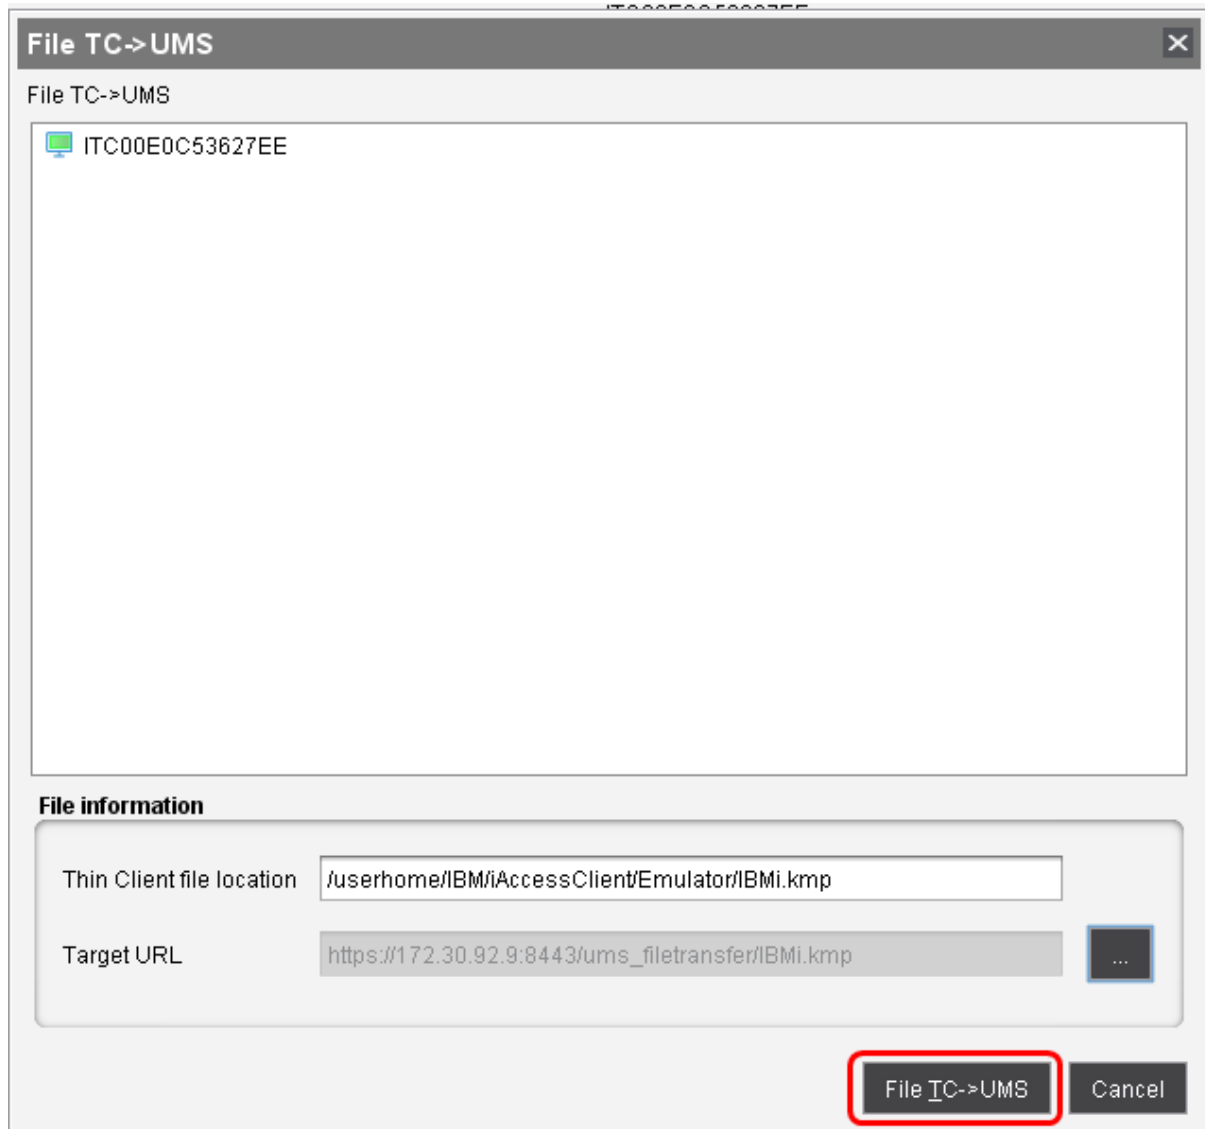 File TC->UMS
File TC->UMS
ITC00E0C53627EE
File information
Thin Client file location /userhome/IBM/iAccessClient/Emulator/IBMi.kmp
Target URL https://172.30.92.9:8443/ums_filetransfer/IBMi.kmp ...
File TC->UMS Cancel